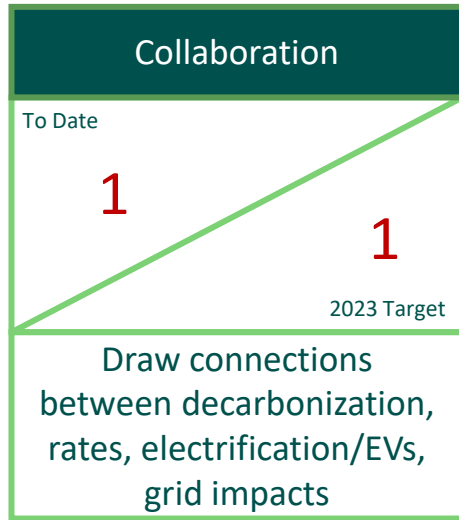 Collaboration
To Date
1
1
2023 Target
Draw connections
between decarbonization,
rates, electrification/EVs,
grid impacts